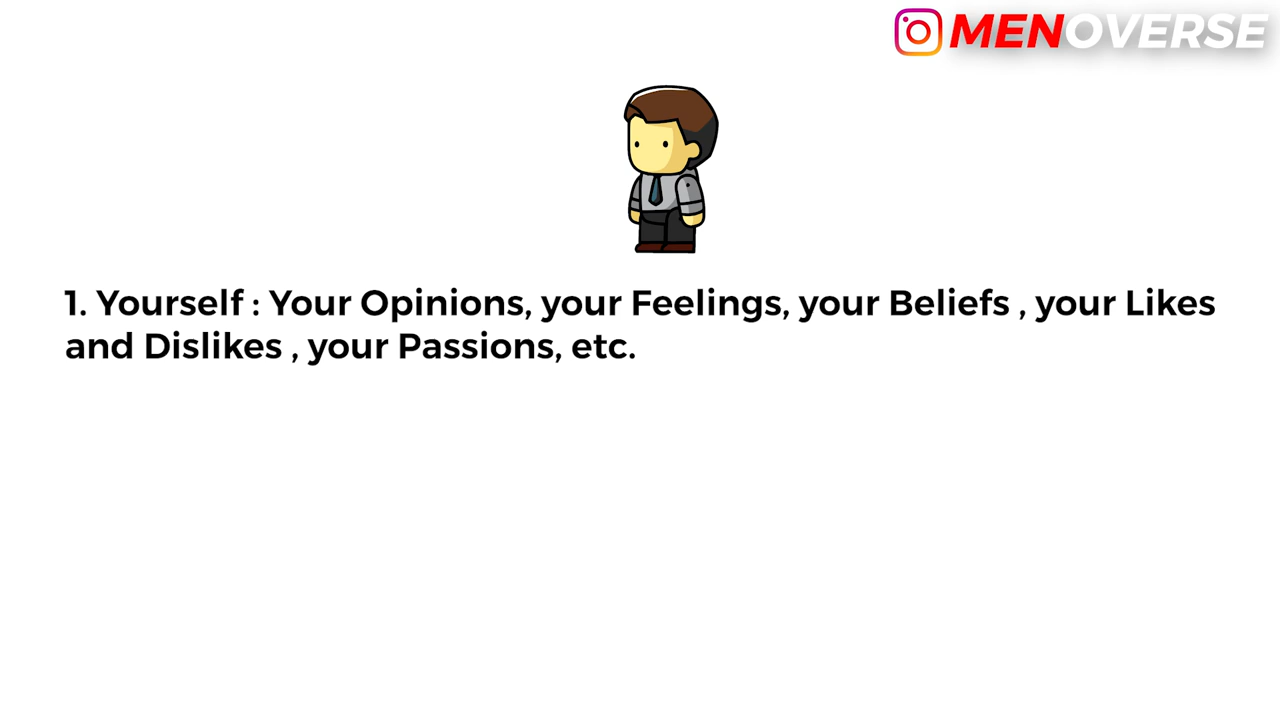 MENOVERSE
1. Yourself : Your Opinions, your Feelings, your Beliefs , your Likes
and Dislikes , your Passions, etc.